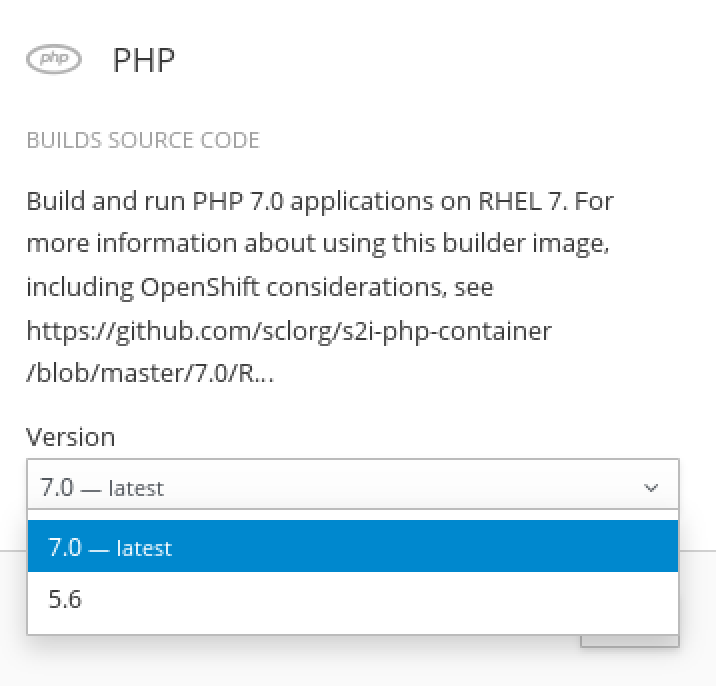 php PHP
BUILDS SOURCE CODE
Build and run PHP 7.0 applications on RHEL 7. For
more information about using this builder image,
including OpenShift considerations, see
https://github.com/sclorg/s2i-php-container
/blob/master/7.0/R...
Version
7.0 — latest
7.0 — latest
5.6